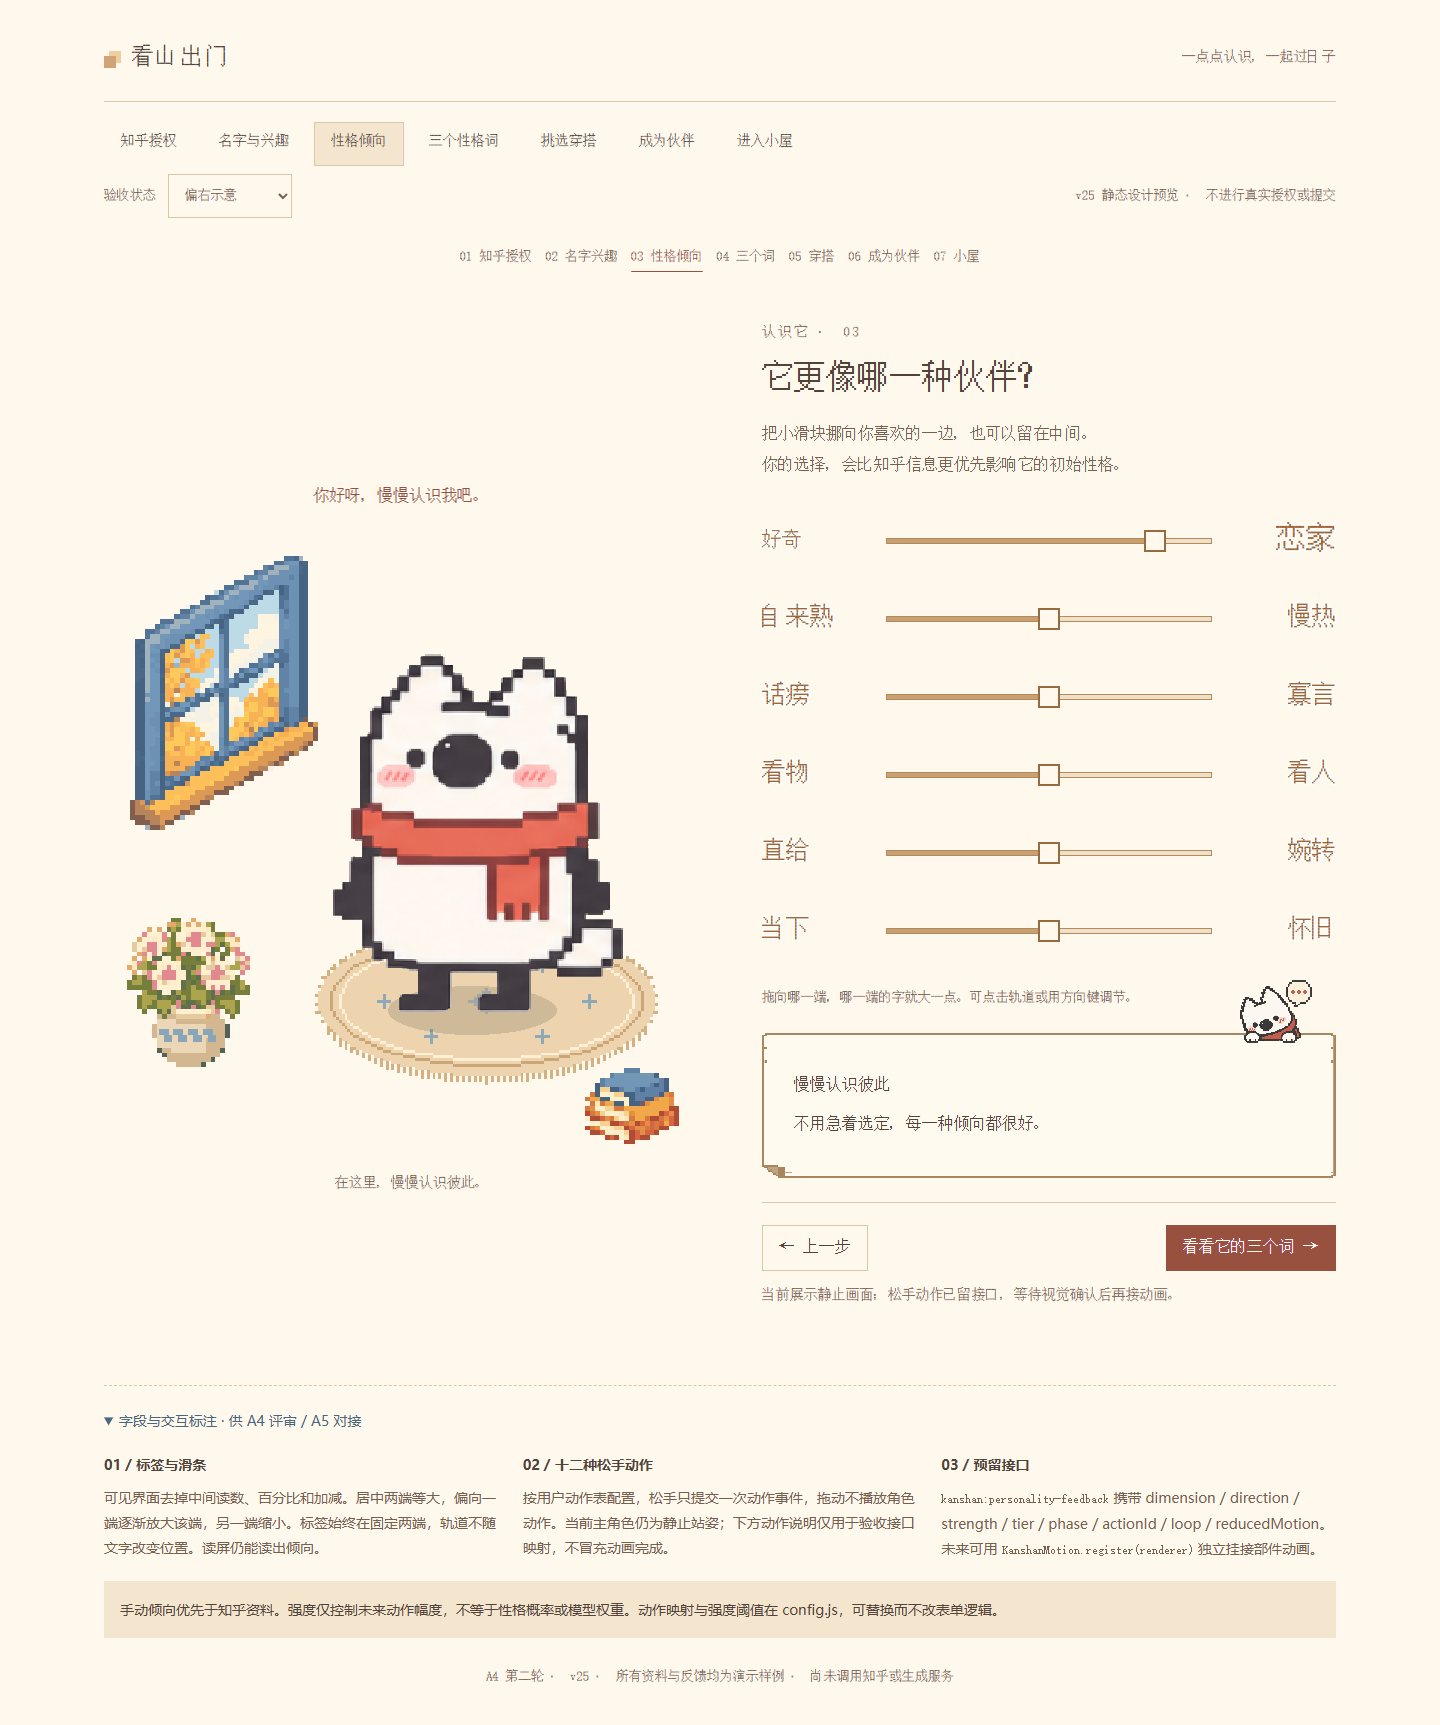 看山出门
一点点认识，一起过日子
知乎授权 名字与兴趣 性格倾向 三个性格词 挑选穿搭 成为伙伴 进入小屋
验收状态 偏右示意
v25 静态设计预览 · 不进行真实授权或提交
01 知乎授权 02 名字兴趣 03 性格倾向 04 三个词 05 穿搭 06 成为伙伴 07 小屋
认识它 · 03
它更像哪一种伙伴？
把小滑块挪向你喜欢的一边，也可以留在中间。
你的选择，会比知乎信息更优先影响它的初始性格。
你好呀，慢慢认识我吧。
好奇 恋家
自来熟 慢热
话痨 寡言
看物 看人
直给 婉转
当下 怀旧
拖向哪一端，哪一端的字就大一点。可点击轨道或用方向键调节。
慢慢认识彼此
不用急着选定，每一种倾向都很好。
在这里，慢慢认识彼此。
← 上一步
看看它的三个词 →
当前展示静止画面；松手动作已留接口，等待视觉确认后再接动画。
▼ 字段与交互标注 · 供 A4 评审 / A5 对接
01 / 标签与滑条
可见界面去掉中间读数、百分比和加减。居中两端等大，偏向一
端逐渐放大该端，另一端缩小。标签始终在固定两端，轨道不随
文字改变位置。读屏仍能读出倾向。
02 / 十二种松手动作
按用户动作表配置，松手只提交一次动作事件，拖动不播放角色
动作。当前主角色仍为静止站姿；下方动作说明仅用于验收接口
映射，不冒充动画完成。
03 / 预留接口
kanshan:personality-feedback 携带 dimension / direction /
strength / tier / phase / actionId / loop / reducedMotion。
未来可用 KanshanMotion.register(renderer) 独立挂接部件动画。
手动倾向优先于知乎资料。强度仅控制未来动作幅度，不等于性格概率或模型权重。动作映射与强度阈值在 config.js，可替换而不改表单逻辑。
A4 第二轮 · v25 · 所有资料与反馈均为演示样例 · 尚未调用知乎或生成服务